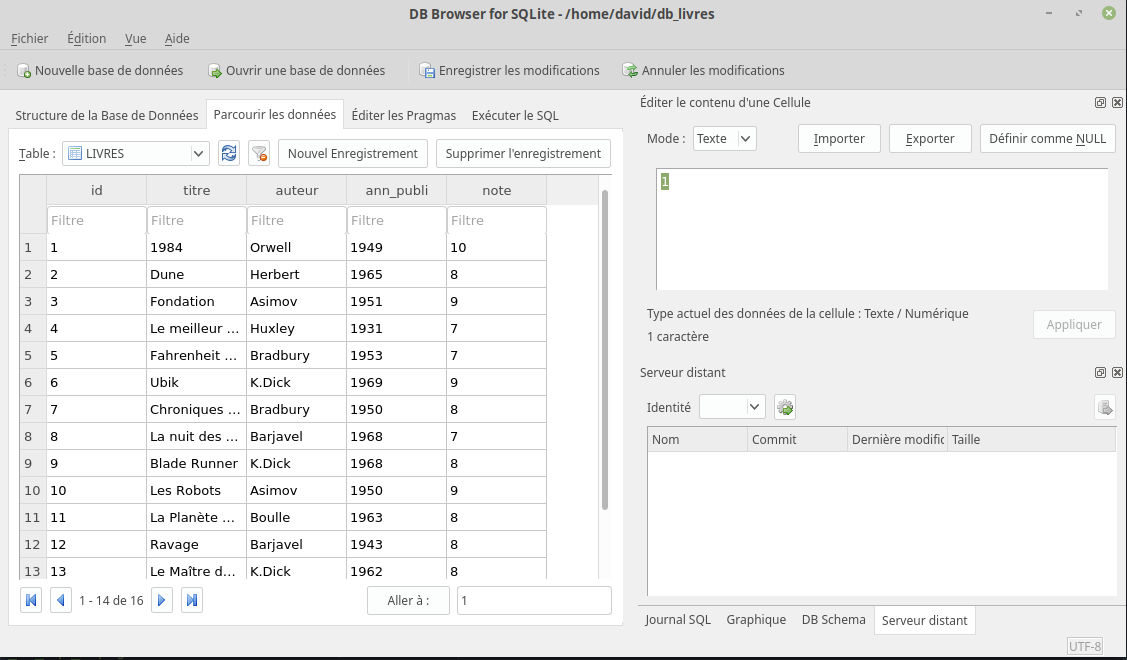 DB Browser for SQLite - /home/david/db_livres
Fichier Édition Vue Aide
Nouvelle base de données Ouvrir une base de données Enregistrer les modifications Annuler les modifications
Structure de la Base de Données Parcourir les données Éditer les Pragmas Exécuter le SQL
Table : LIVRES Nouvel Enregistrement Supprimer l'enregistrement
id titre auteur ann_publi note
Filtre Filtre Filtre Filtre Filtre
1 1 1984 Orwell 1949 10
2 2 Dune Herbert 1965 8
3 3 Fondation Asimov 1951 9
4 4 Le meilleur ... Huxley 1931 7
5 5 Fahrenheit ... Bradbury 1953 7
6 6 Ubik K.Dick 1969 9
7 7 Chroniques ... Bradbury 1950 8
8 8 La nuit des ... Barjavel 1968 7
9 9 Blade Runner K.Dick 1968 8
10 10 Les Robots Asimov 1950 9
11 11 La Planète ... Boulle 1963 8
12 12 Ravage Barjavel 1943 8
13 13 Le Maître d... K.Dick 1962 8
1 - 14 de 16 Aller à : 1
Éditer le contenu d'une Cellule
Mode : Texte Importer Exporter Définir comme NULL
1
Type actuel des données de la cellule : Texte / Numérique
1 caractère
Appliquer
Serveur distant
Identité
Nom Commit Dernière modific Taille
Journal SQL Graphique DB Schema Serveur distant
UTF-8